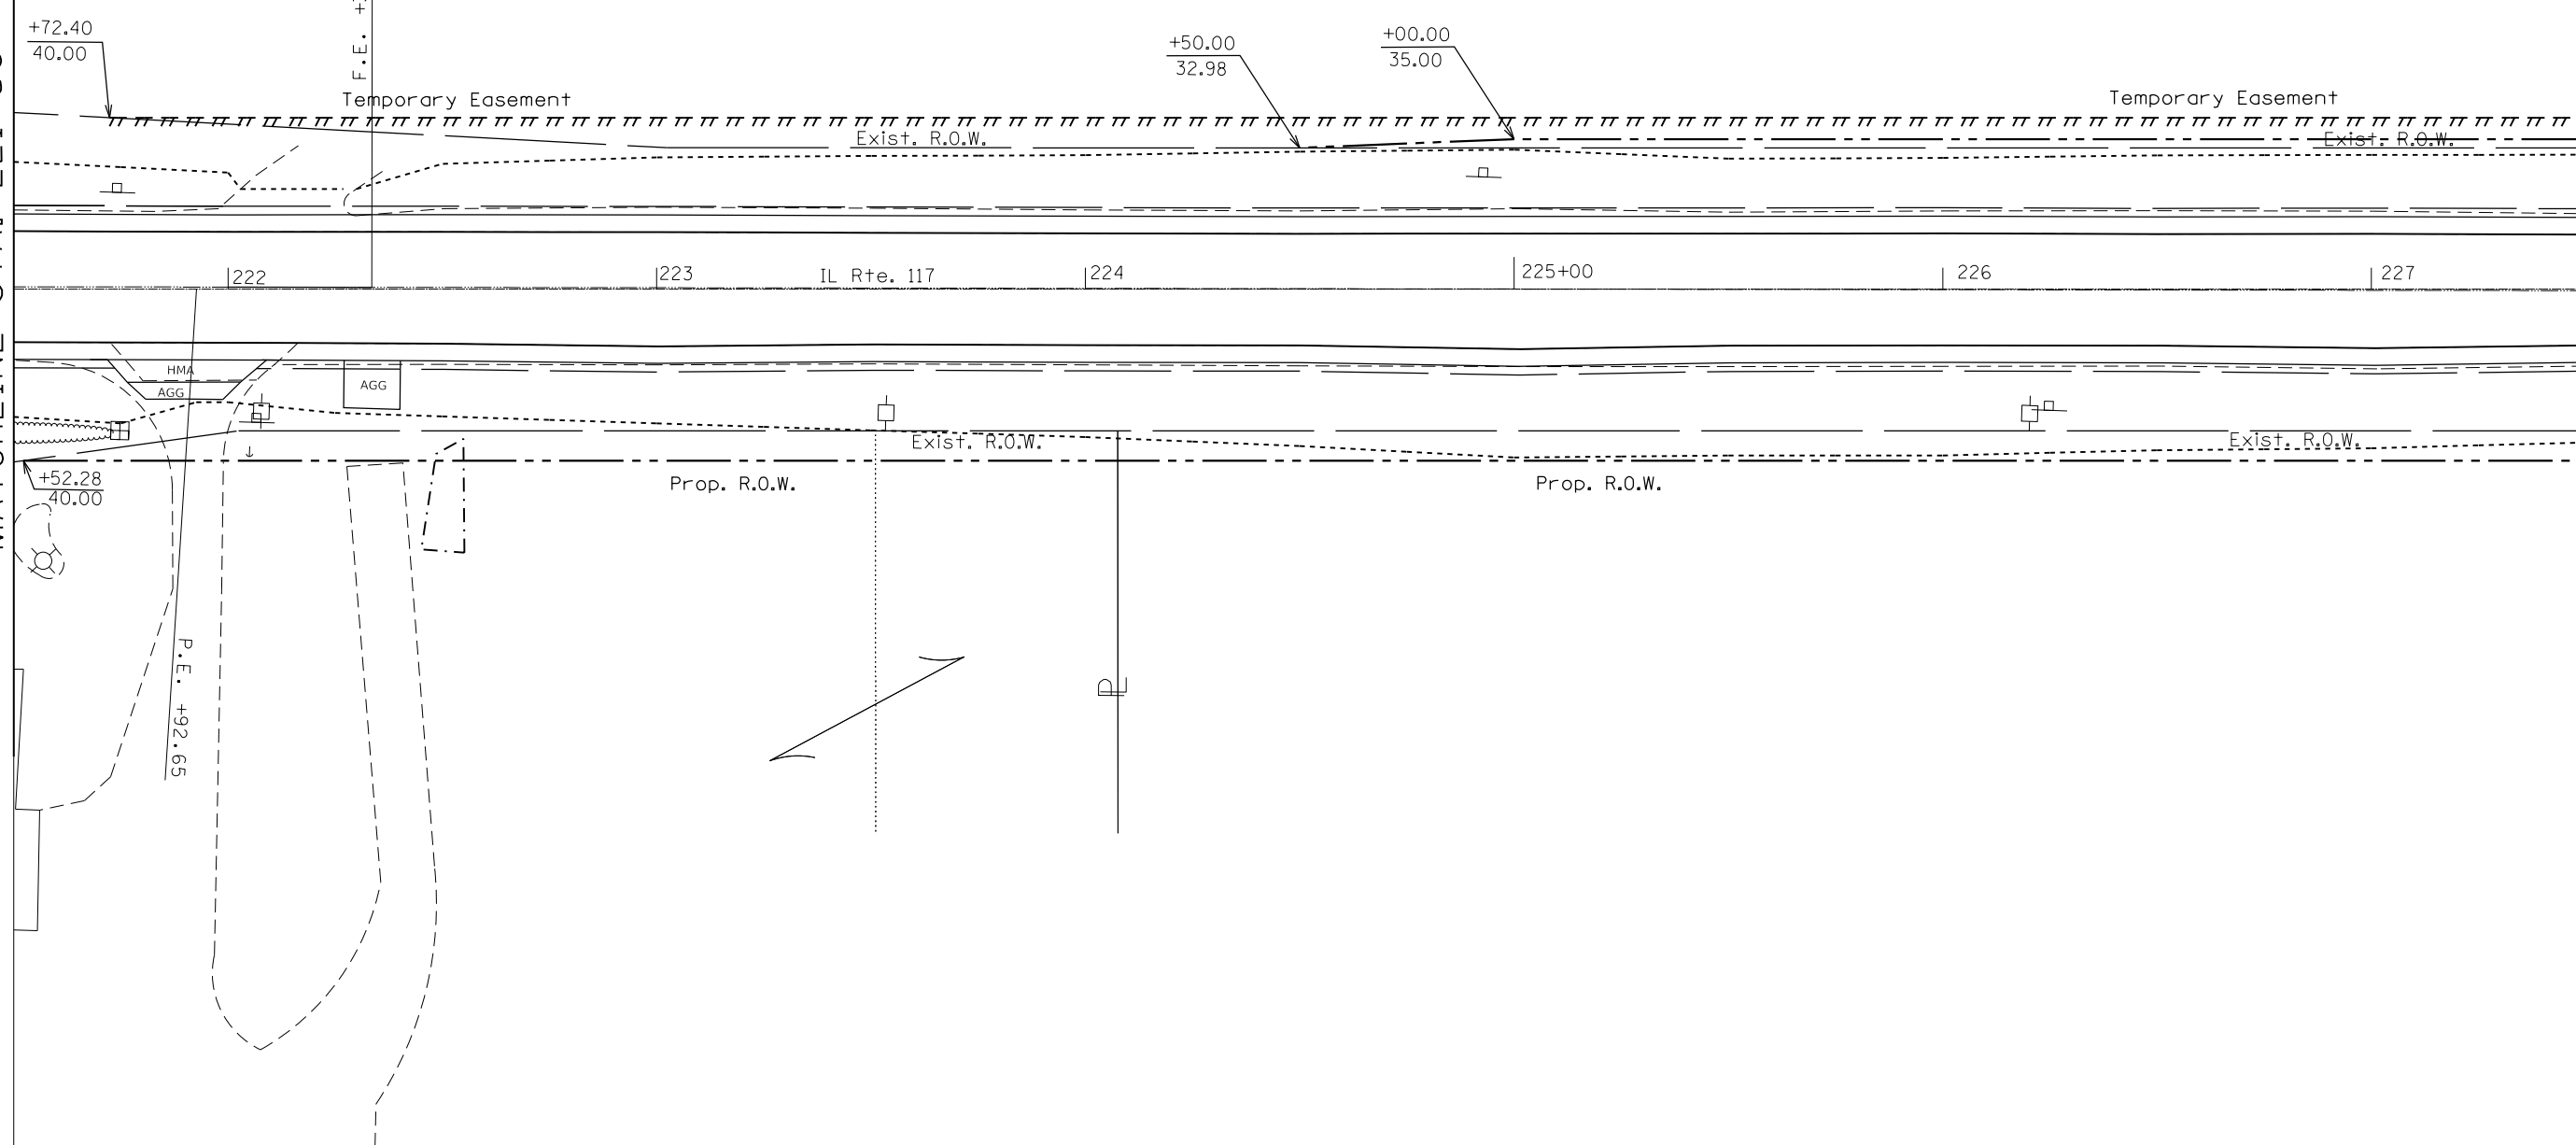 +72.40
40.00
F.E.
+50.00
32.98
+00.00
35.00
Temporary Easement
Temporary Easement
Exist. R.O.W.
Exist. R.O.W.
222
223
IL Rte. 117
224
225+00
226
227
HMA
AGG
AGG
Exist. R.O.W.
Exist. R.O.W.
+52.28
40.00
Prop. R.O.W.
Prop. R.O.W.
P.E. +92.65
PL